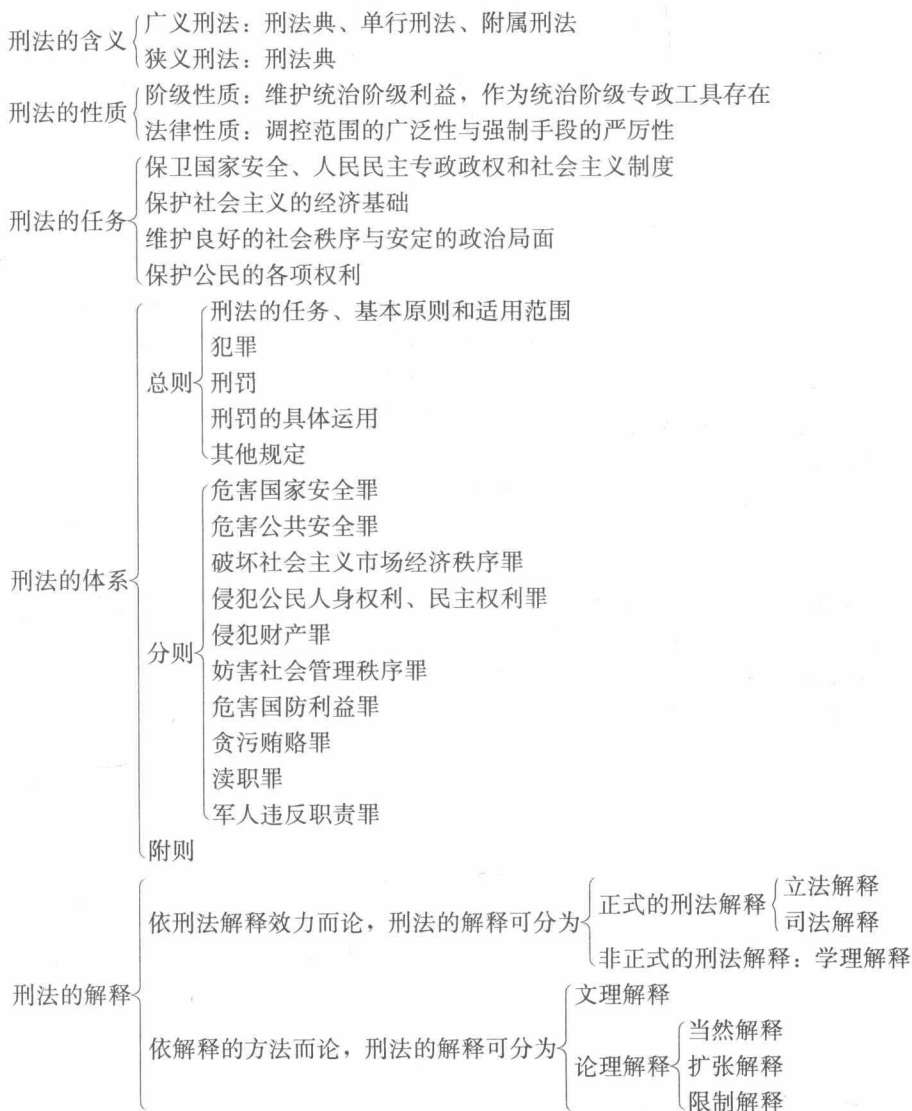 刑法的含义
广义刑法：刑法典、单行刑法、附属刑法
狭义刑法：刑法典
刑法的性质
阶级性质：维护统治阶级利益，作为统治阶级专政工具存在
法律性质：调控范围的广泛性与强制手段的严厉性
刑法的任务
保卫国家安全、人民民主专政政权和社会主义制度
保护社会主义的经济基础
维护良好的社会秩序与安定的政治局面
保护公民的各项权利
刑法的体系
总则
刑法的任务、基本原则和适用范围
犯罪
刑罚
刑罚的具体运用
其他规定
分则
危害国家安全罪
危害公共安全罪
破坏社会主义市场经济秩序罪
侵犯公民人身权利、民主权利罪
侵犯财产罪
妨害社会管理秩序罪
危害国防利益罪
贪污贿赂罪
渎职罪
军人违反职责罪
附则
刑法的解释
依刑法解释效力而论，刑法的解释可分为
正式的刑法解释
立法解释
司法解释
非正式的刑法解释：学理解释
依解释的方法而论，刑法的解释可分为
文理解释
论理解释
当然解释
扩张解释
限制解释